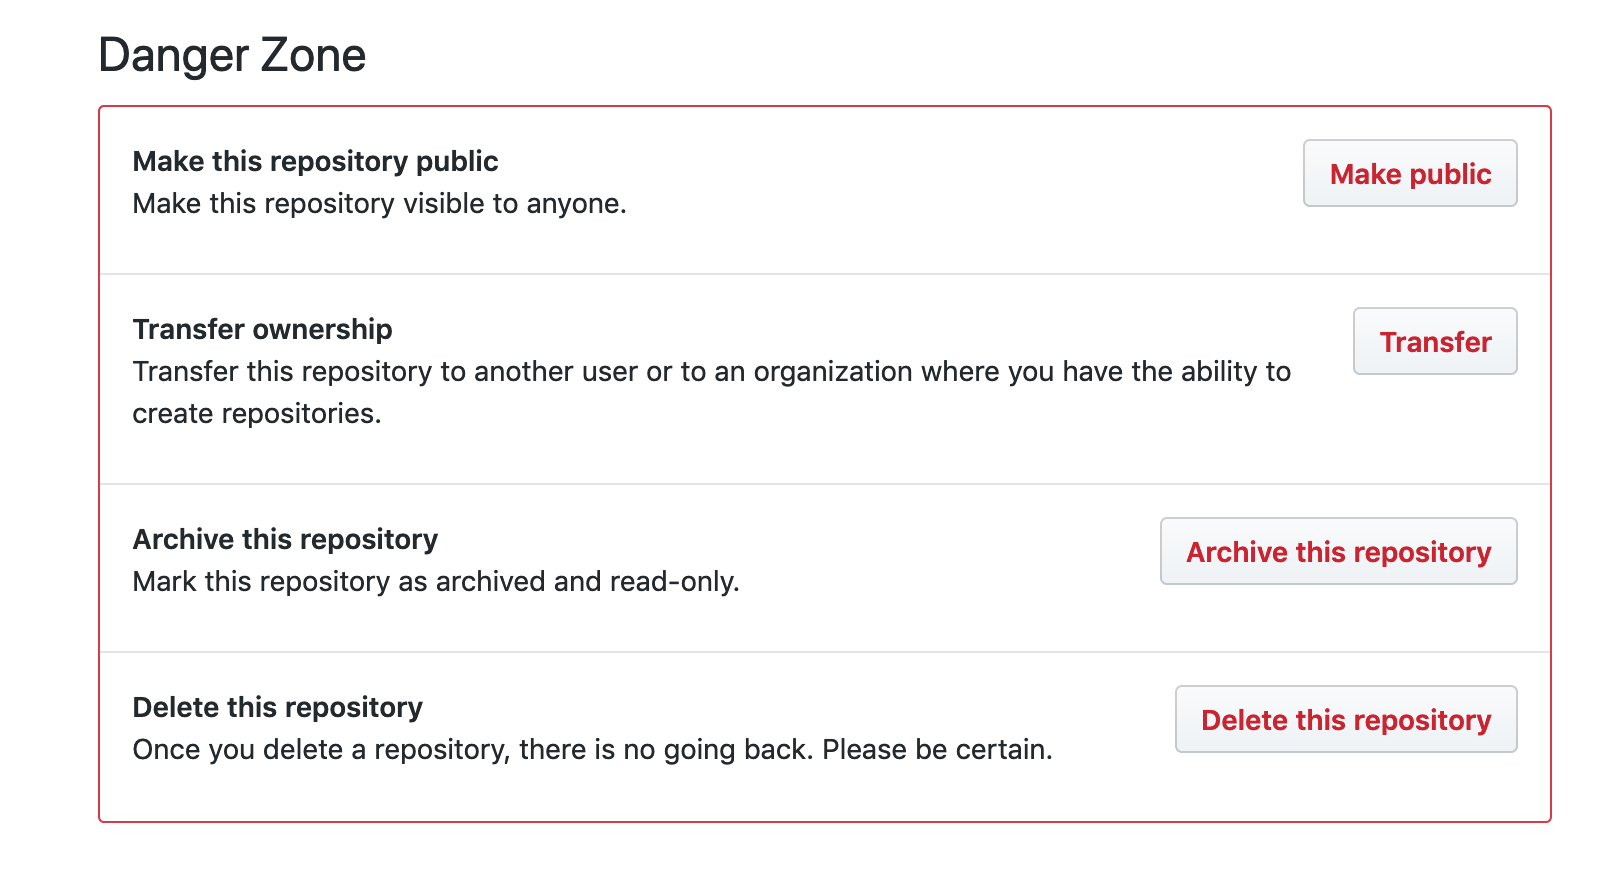 Danger Zone
Make this repository public
Make this repository visible to anyone.
Make public
Transfer ownership
Transfer this repository to another user or to an organization where you have the ability to
create repositories.
Transfer
Archive this repository
Mark this repository as archived and read-only.
Archive this repository
Delete this repository
Once you delete a repository, there is no going back. Please be certain.
Delete this repository